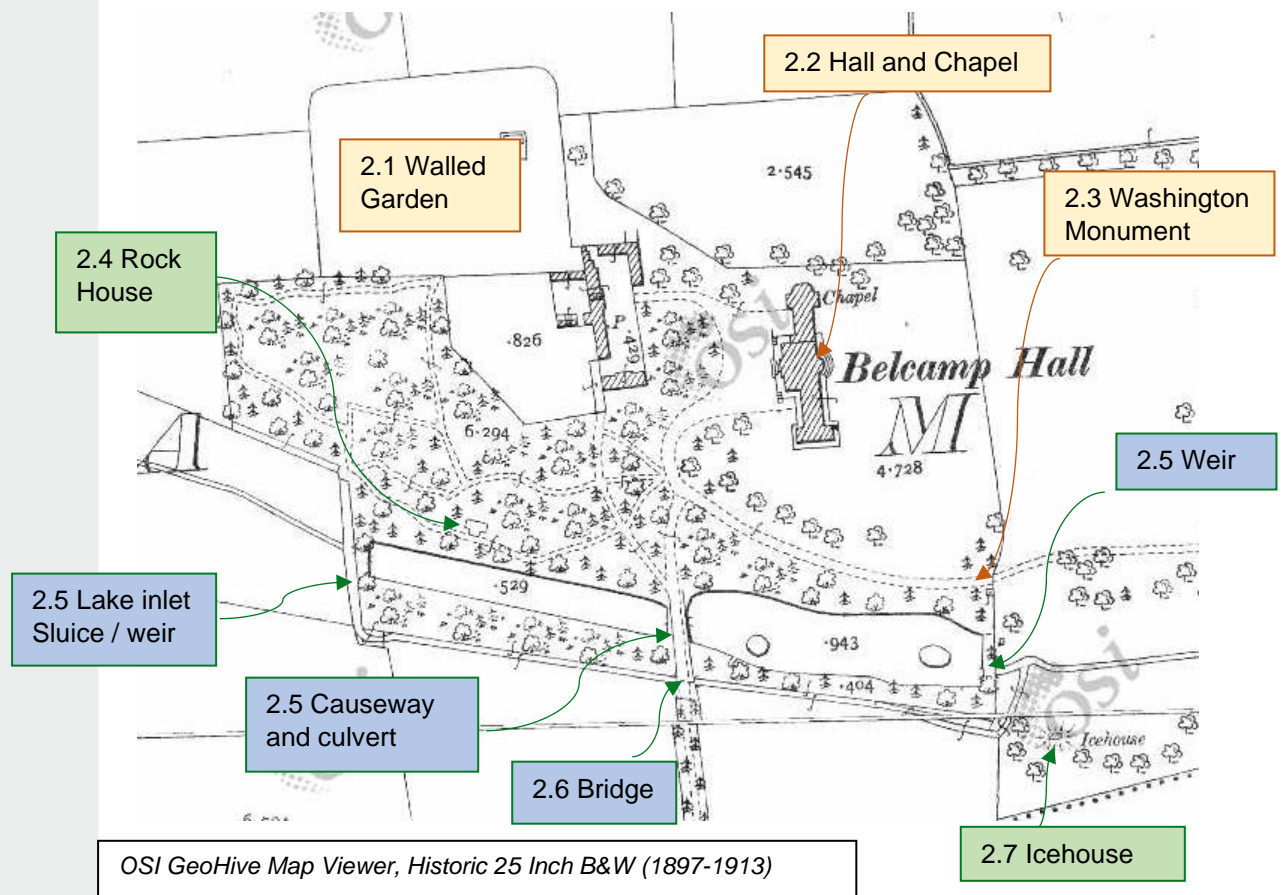 2.2 Hall and Chapel
2.1 Walled
Garden
2·545
2.3 Washington
Monument
2.4 Rock
House
Chapel
·826
P
·429
osi
Belcamp Hall
M
6·294
4·728
2.5 Weir
2.5 Lake inlet
Sluice / weir
·529
·943
·404
2.5 Causeway
and culvert
osi
Icehouse
2.6 Bridge
2.7 Icehouse
OSI GeoHive Map Viewer, Historic 25 Inch B&W (1897-1913)